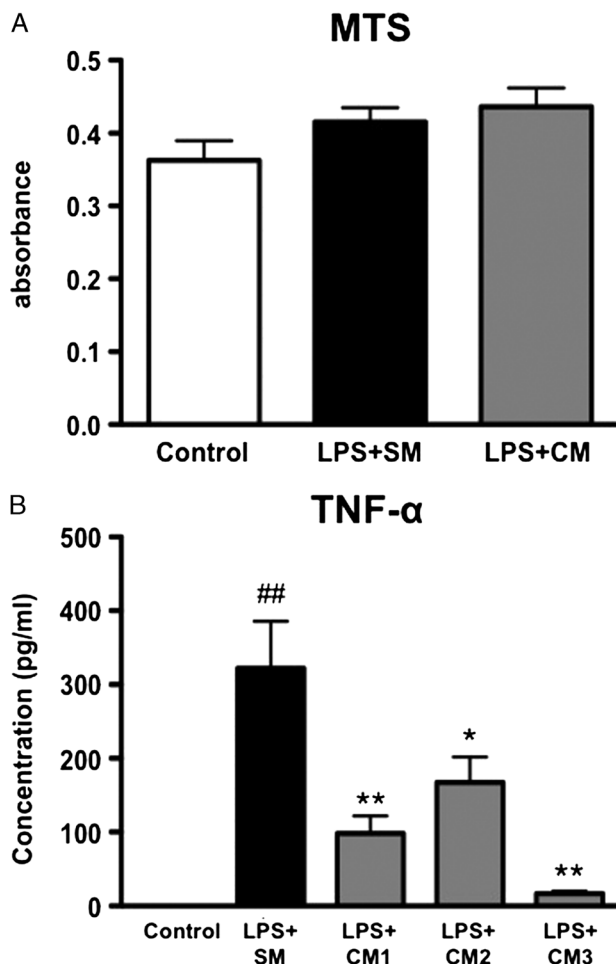 A
MTS
0.5
0.4
0.3
0.2
0.1
0.0
absorbance
Control LPS+SM LPS+CM
B
TNF-α
500
400
300
200
100
0
Concentration (pg/ml)
##
**
*
**
Control LPS+ LPS+ LPS+ LPS+
SM CM1 CM2 CM3